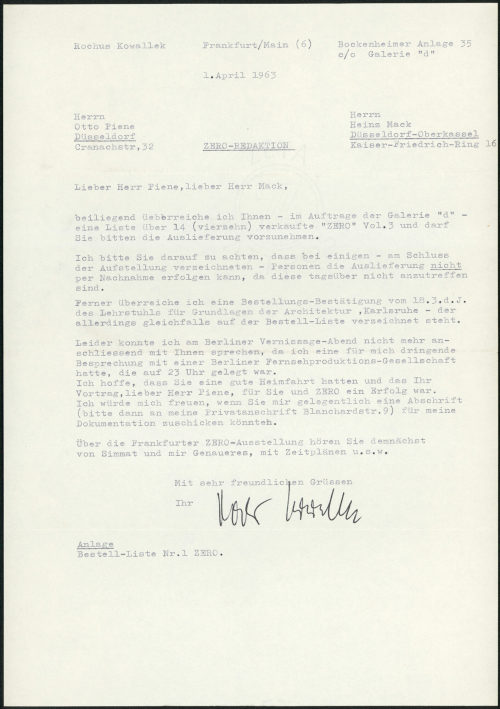 Rochus Kowallek Frankfurt/Main (6) Bockenheimer Anlage 35
c/o Galerie "d"
1.April 1963
Herrn
Otto Piene
Düsseldorf
Cranachstr,32
ZERO-REDAKTION
Herrn
Heinz Mack
Düsseldorf-Oberkassel
Kaiser-Friedrich-Ring 16
Lieber Herr Piene,lieber Herr Mack,
beiliegend Ueberreiche ich Ihnen - im Auftrage der Galerie "d" -
eine Liste über 14 (vierzehn) verkaufte "ZERO" Vol.3 und darf
Sie bitten die Auslieferung vorzunehmen.
Ich bitte Sie darauf zu achten, dass bei einigen - am Schluss
der Aufstellung verzeichneten - Personen die Auslieferung nicht
per Nachnahme erfolgen kann, da diese tagsüber nicht anzutreffen
sind.
Ferner überreiche ich eine Bestellungs-Bestätigung vom 18.3.d.J.
des Lehrstuhls für Grundlagen der Architektur ,Karlsruhe - der
allerdings gleichfalls auf der Bestell-Liste verzeichnet steht.
Leider konnte ich am Berliner Vernissage-Abend nicht mehr an-
schliessend mit Ihnen sprechen, da ich eine für mich dringende
Besprechung mit einer Berliner Fernsehproduktions-Gesellschaft
hatte, die auf 23 Uhr gelegt war.
Ich hoffe, dass Sie eine gute Heimfahrt hatten und das Ihr
Vortrag,lieber Herr Piene, für Sie und ZERO ein Erfolg war.
Ich würde mich freuen, wenn Sie mir gelegentlich eine Abschrift
(bitte dann an meine Privatanschrift Blanchardstr.9) für meine
Dokumentation zuschicken könnteh.
Über die Frankfurter ZERO-Ausstellung hören Sie demnächst
von Simmat und mir Genaueres, mit Zeitplänen u.s.w.
Mit sehr freundlichen Grüssen
Ihr
Anlage
Bestell-Liste Nr.1 ZERO.